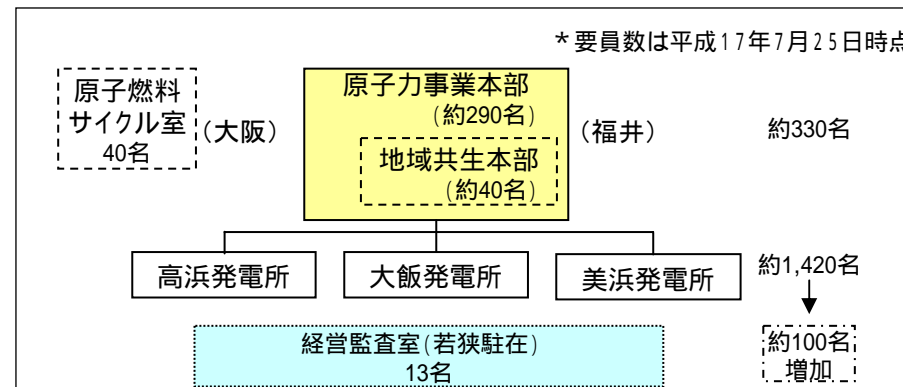 *要員数は平成17年7月25日時点
原子燃料
サイクル室
40名
(大阪)
原子力事業本部
(約290名)
地域共生本部
(約40名)
(福井)
約330名
高浜発電所
大飯発電所
美浜発電所
約1,420名
経営監査室(若狭駐在)
13名
約100名
増加